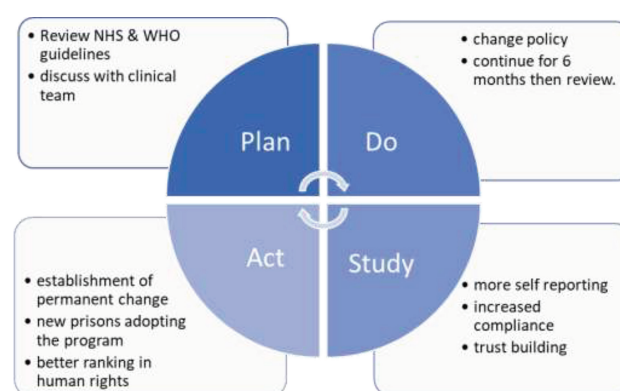 • Review NHS & WHO
guidelines
• discuss with clinical
team
• change policy
• continue for 6
months then review.
Plan
Do
Act
Study
• establishment of
permanent change
• new prisons adopting
the program
• better ranking in
human rights
• more self reporting
• increased
compliance
• trust building